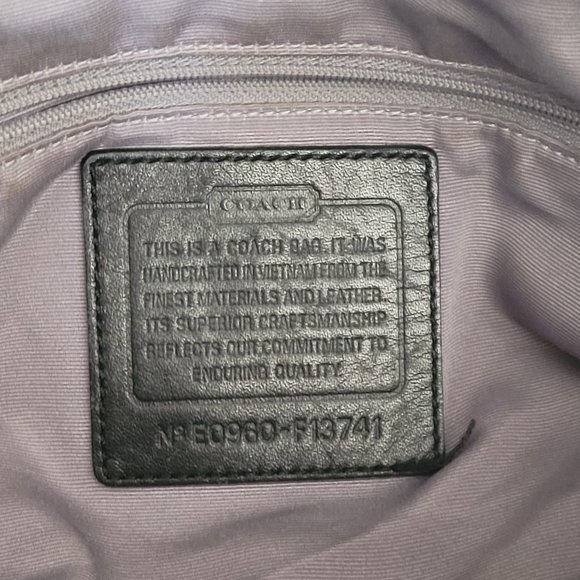 COACH
THIS IS A COACH BAG. IT WAS
HANDCRAFTED IN VIETNAM FROM THE
FINEST MATERIALS AND LEATHER.
ITS SUPERIOR CRAFTSMANSHIP
REFLECTS OUR COMMITMENT TO
ENDURING QUALITY.
Nº E0960-F13741